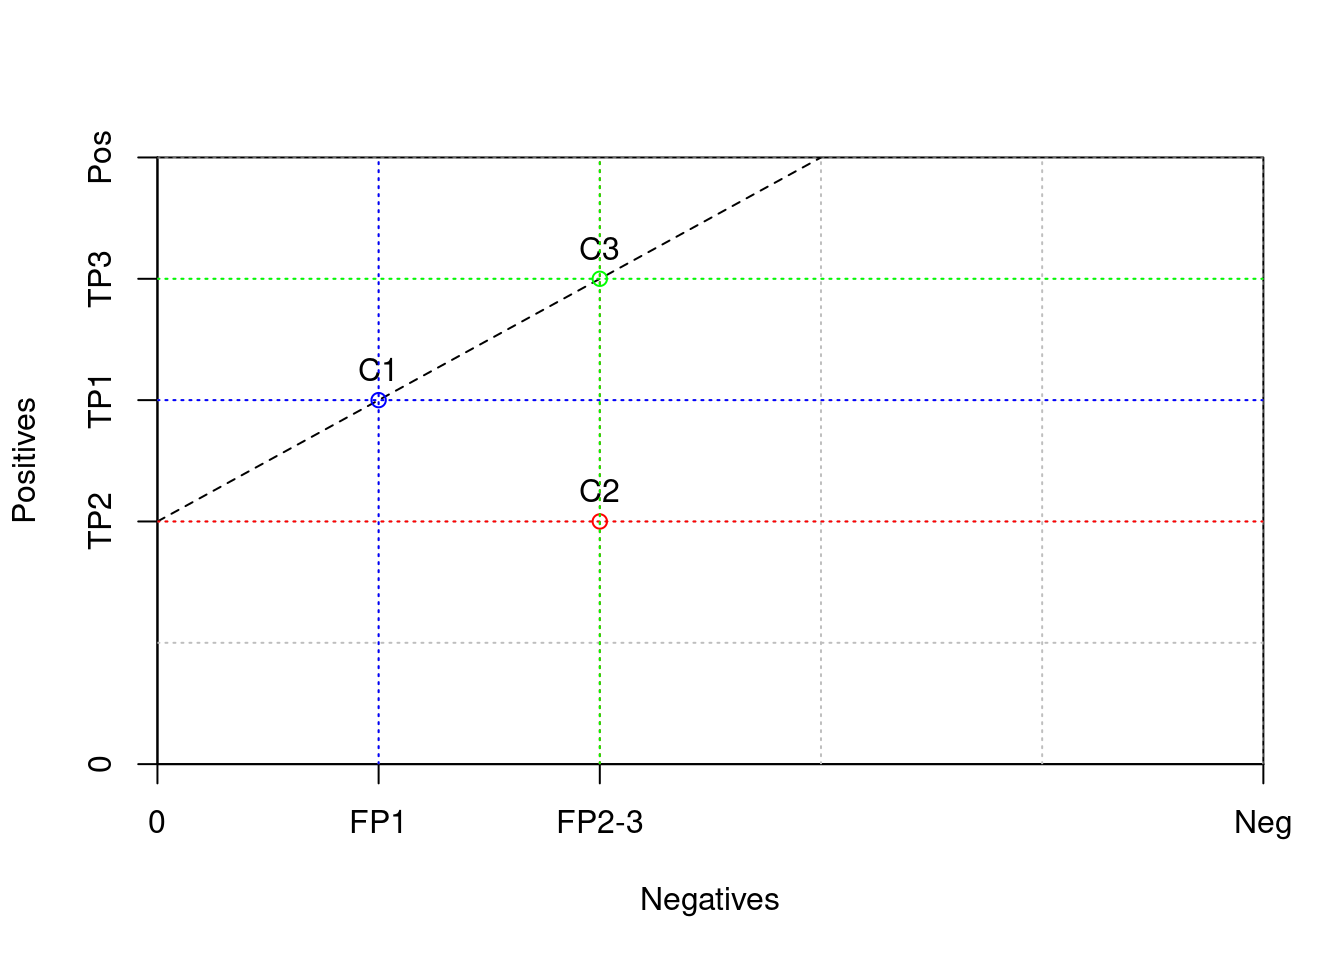 Pos
TP3
C3
C1
TP1
Positives
C2
TP2
0
0 FP1 FP2-3 Neg
Negatives